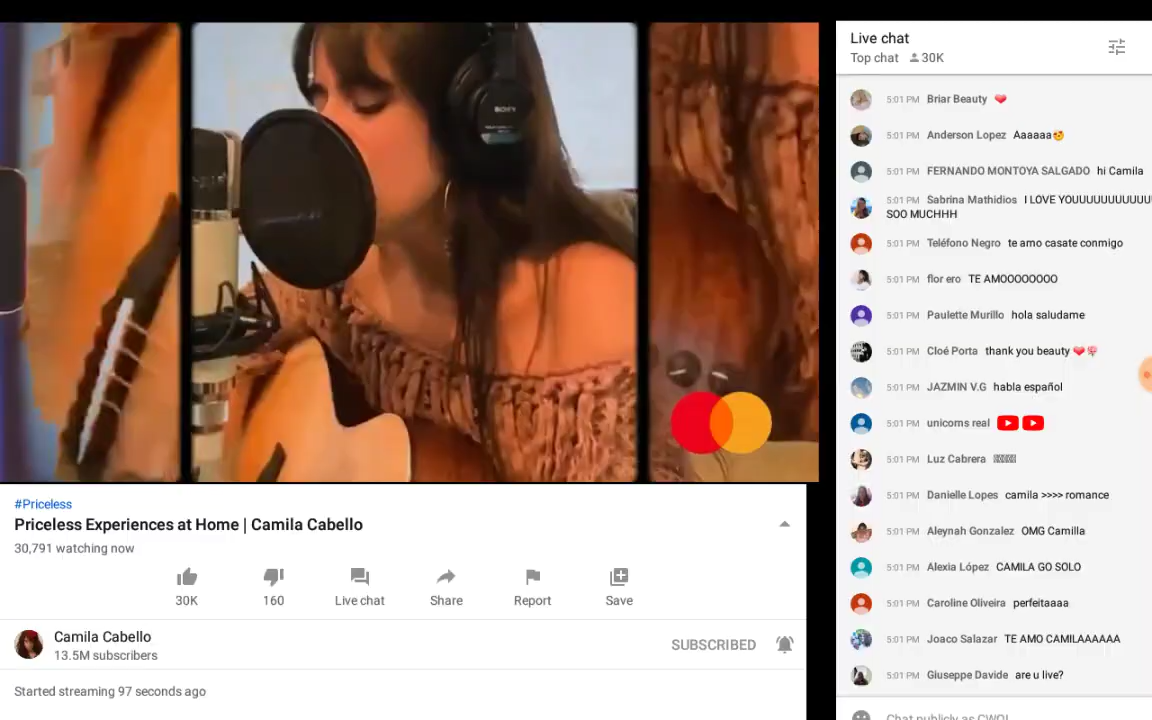 SONY
#Priceless
Priceless Experiences at Home | Camila Cabello
30,791 watching now
30K
160
Live chat
Share
Report
Save
Camila Cabello
13.5M subscribers
SUBSCRIBED
Started streaming 97 seconds ago
Live chat
Top chat 30K
5:01 PM Briar Beauty ❤
5:01 PM Anderson Lopez Aaaaaa
5:01 PM FERNANDO MONTOYA SALGADO hi Camila
5:01 PM Sabrina Mathidios I LOVE YOUUUUUUUUUUU
SOO MUCHHH
5:01 PM Teléfono Negro te amo casate conmigo
5:01 PM flor ero TE AMOOOOOOOO
5:01 PM Paulette Murillo hola saludame
5:01 PM Cloé Porta thank you beauty ❤🌹
5:01 PM JAZMIN V.G habla español
5:01 PM unicorns real
5:01 PM Luz Cabrera
5:01 PM Danielle Lopes camila >>>> romance
5:01 PM Aleynah Gonzalez OMG Camilla
5:01 PM Alexia López CAMILA GO SOLO
5:01 PM Caroline Oliveira perfeitaaaa
5:01 PM Joaco Salazar TE AMO CAMILAAAAAA
5:01 PM Giuseppe Davide are u live?
Chat publicly as CWOL